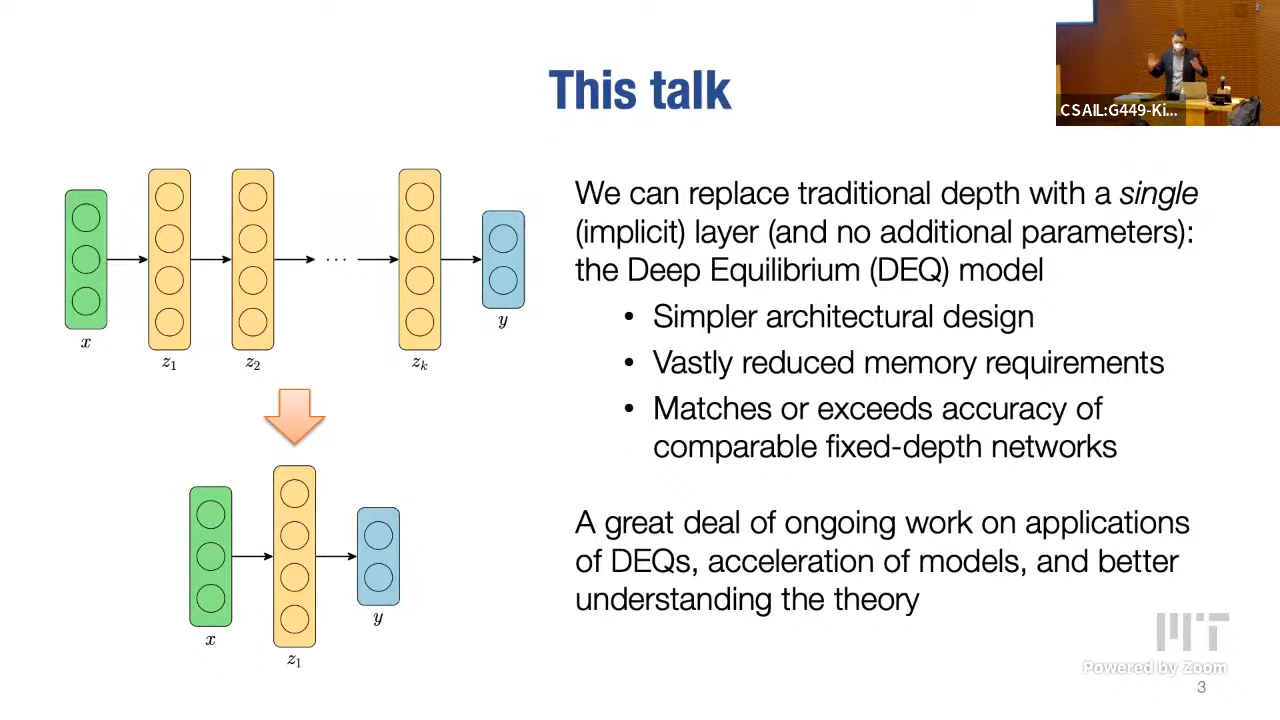 This talk
CSAIL:G449-Ki...
We can replace traditional depth with a single
(implicit) layer (and no additional parameters):
the Deep Equilibrium (DEQ) model
• Simpler architectural design
• Vastly reduced memory requirements
• Matches or exceeds accuracy of
comparable fixed-depth networks
A great deal of ongoing work on applications
of DEQs, acceleration of models, and better
understanding the theory
x
z₁
z₂
...
zₖ
y
x
z₁
y
MIT
Powered by Zoom
3